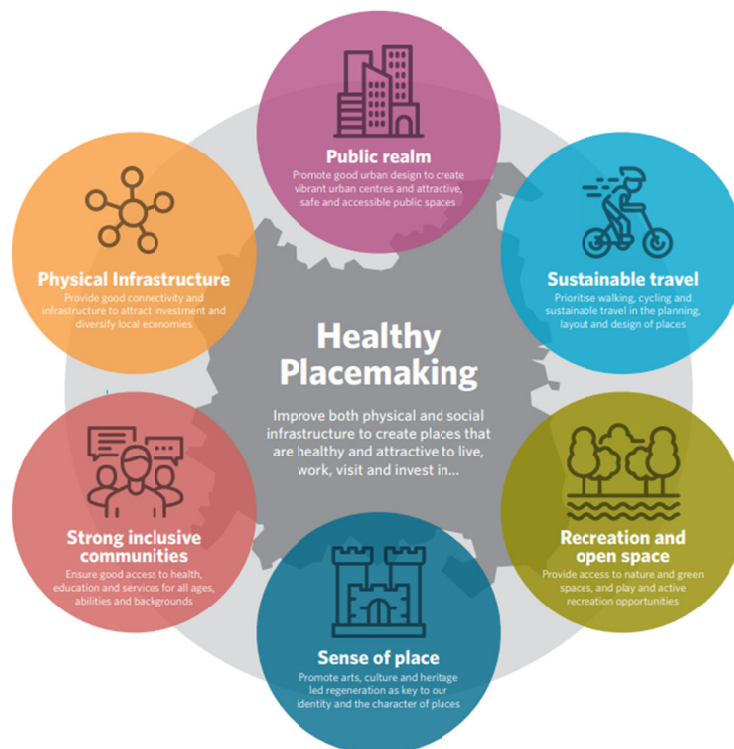 Public realm
Promote good urban design to create
vibrant urban centres and attractive,
safe and accessible public spaces
Physical Infrastructure
Provide good connectivity and
infrastructure to attract investment and
diversify local economies
Sustainable travel
Prioritise walking, cycling and
sustainable travel in the planning,
layout and design of places
Healthy
Placemaking
Improve both physical and social
infrastructure to create places that
are healthy and attractive to live,
work, visit and invest in...
Strong inclusive
communities
Ensure good access to health,
education and services for all ages,
abilities and backgrounds
Recreation and
open space
Provide access to nature and green
spaces, and play and active
recreation opportunities
Sense of place
Promote arts, culture and heritage
led regeneration as key to our
identity and the character of places